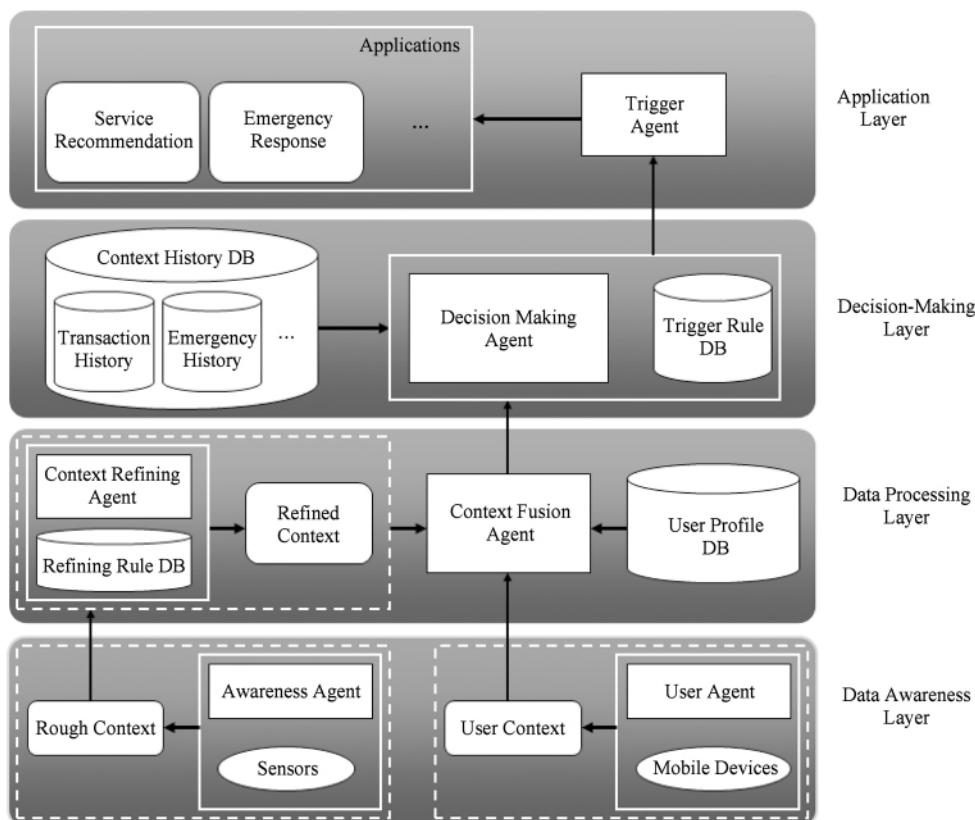 Applications
Service
Recommendation
Emergency
Response
...
Trigger
Agent
Application
Layer
Context History DB
Transaction
History
Emergency
History
...
Decision Making
Agent
Trigger Rule
DB
Decision-Making
Layer
Context Refining
Agent
Refining Rule DB
Refined
Context
Context Fusion
Agent
User Profile
DB
Data Processing
Layer
Rough Context
Awareness Agent
Sensors
User Context
User Agent
Mobile Devices
Data Awareness
Layer